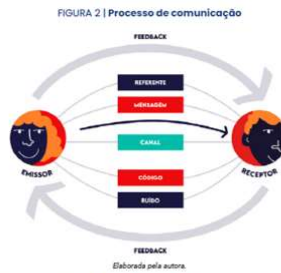 FIGURA 2 | Processo de comunicação
FEEDBACK
REFERENTE
MENSAGEM
CANAL
EMISSOR
RECEPTOR
CÓDIGO
RUÍDO
FEEDBACK
Elaborada pela autora.